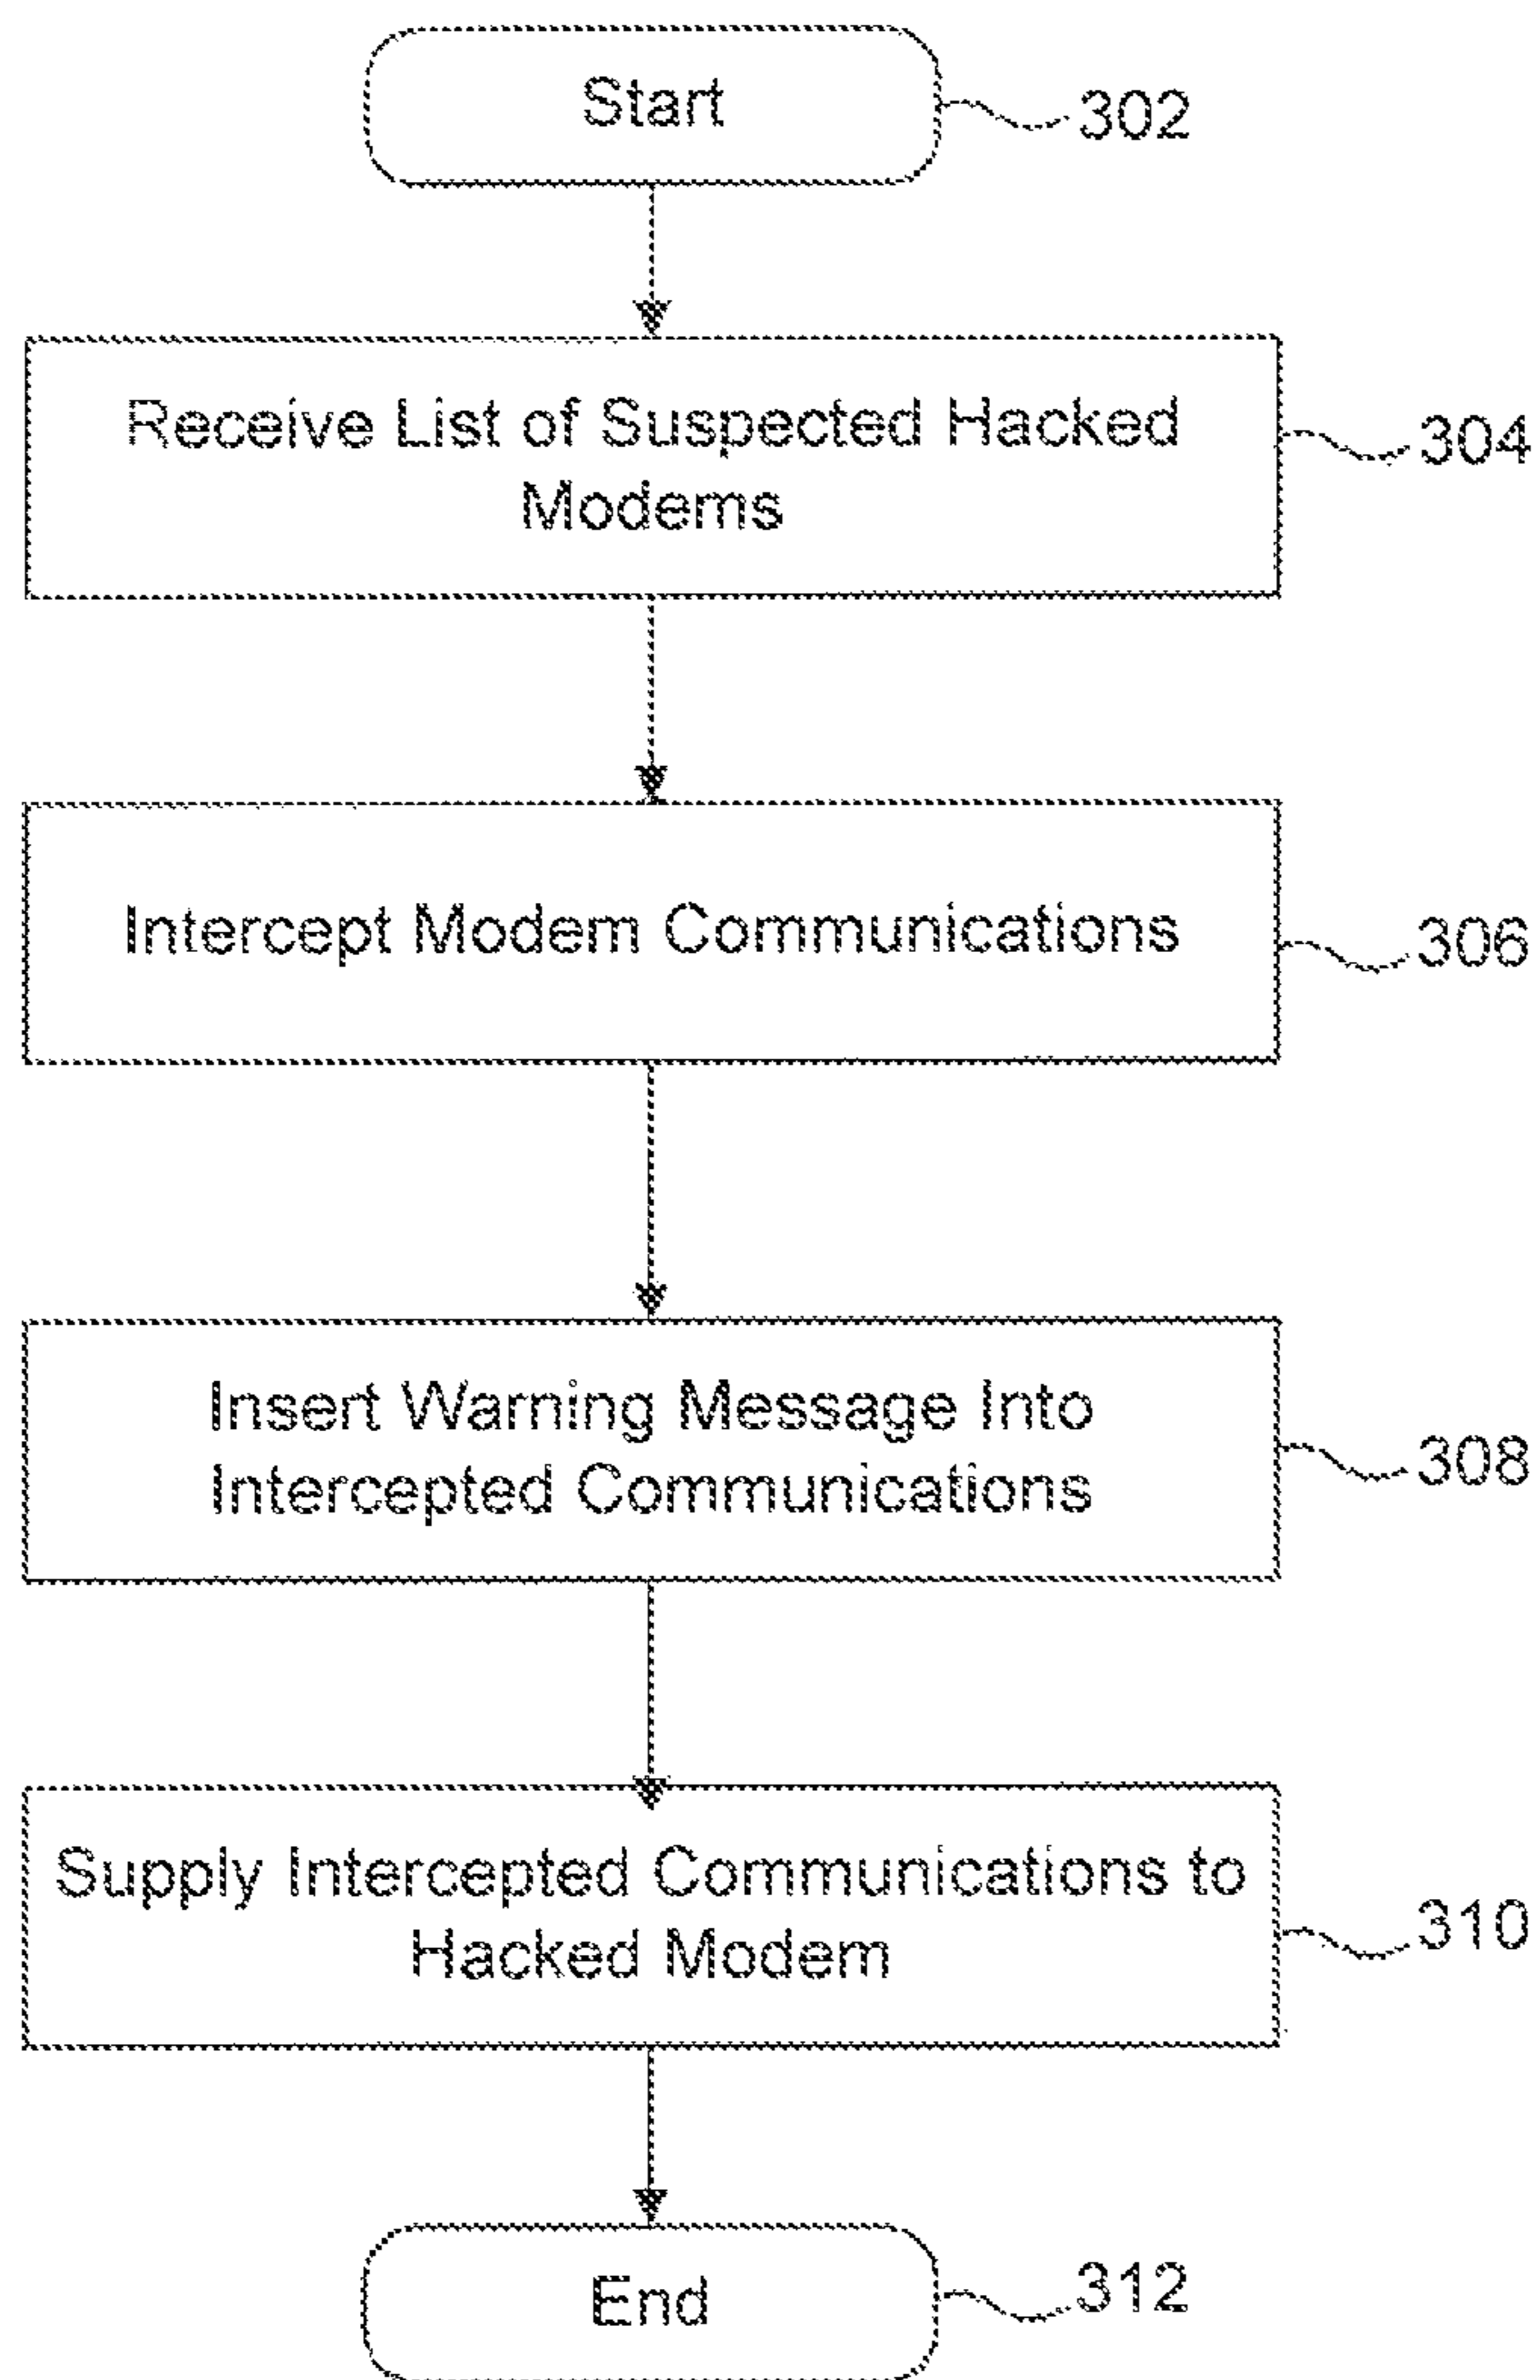 Start
302
Receive List of Suspected Hacked
Modems
304
Intercept Modem Communications
306
Insert Warning Message Into
Intercepted Communications
308
Supply Intercepted Communications to
Hacked Modem
310
End
312